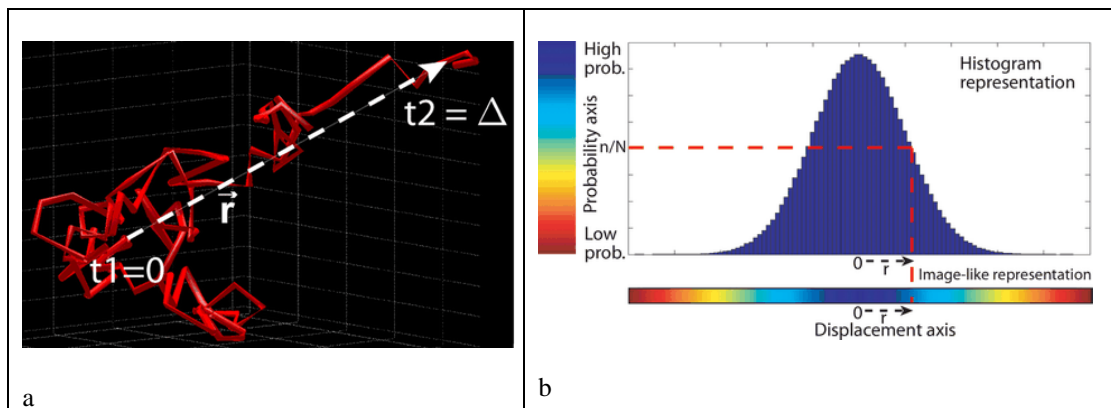 t2 = Δ
r
t1=0
a
High
prob.
Probability axis
n/N
Low
prob.
Histogram
representation
0
r
Image-like representation
0
r
Displacement axis
b